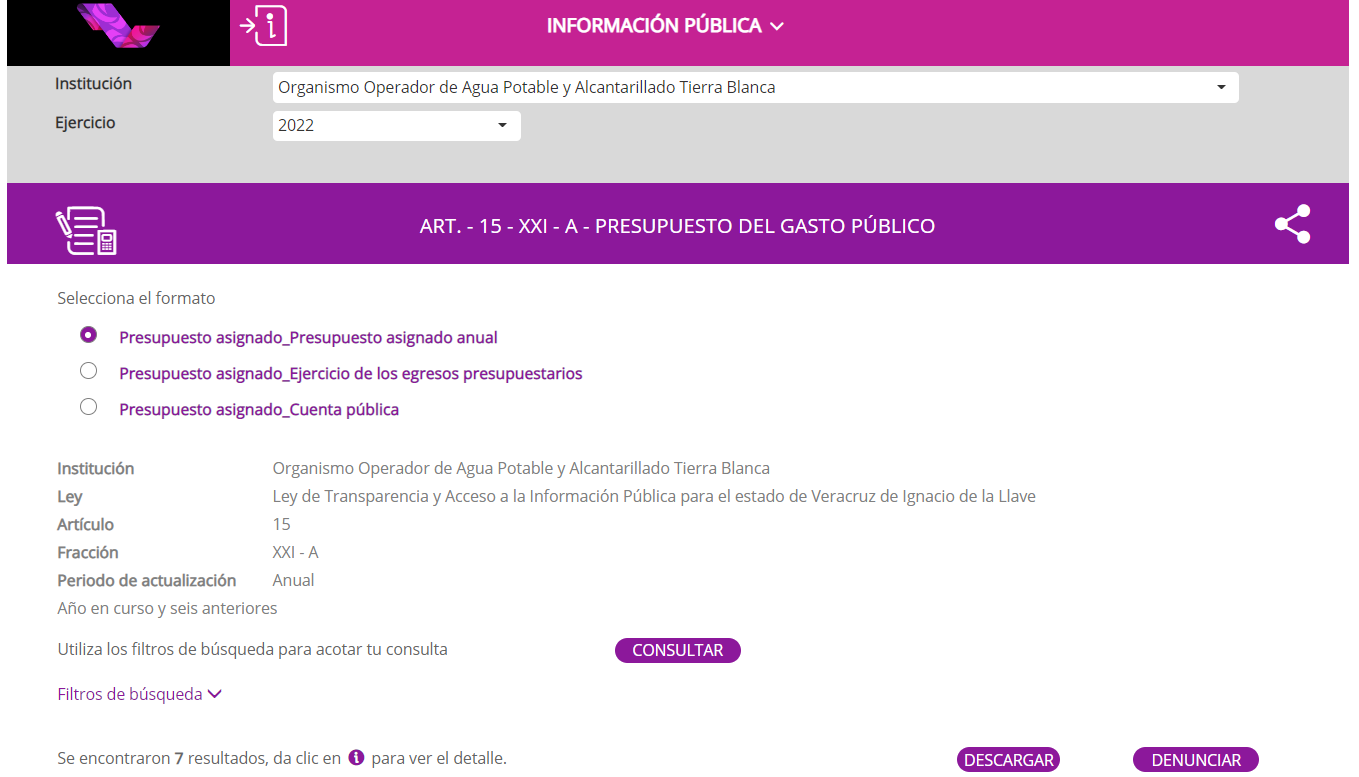 INFORMACIÓN PÚBLICA
Institución
Organismo Operador de Agua Potable y Alcantarillado Tierra Blanca
Ejercicio
2022
ART. - 15 - XXI - A - PRESUPUESTO DEL GASTO PÚBLICO
Selecciona el formato
Presupuesto asignado_Presupuesto asignado anual
Presupuesto asignado_Ejercicio de los egresos presupuestarios
Presupuesto asignado_Cuenta pública
Institución Organismo Operador de Agua Potable y Alcantarillado Tierra Blanca
Ley Ley de Transparencia y Acceso a la Información Pública para el estado de Veracruz de Ignacio de la Llave
Artículo 15
Fracción XXI - A
Periodo de actualización Anual
Año en curso y seis anteriores
Utiliza los filtros de búsqueda para acotar tu consulta CONSULTAR
Filtros de búsqueda
Se encontraron 7 resultados, da clic en i para ver el detalle. DESCARGAR DENUNCIAR